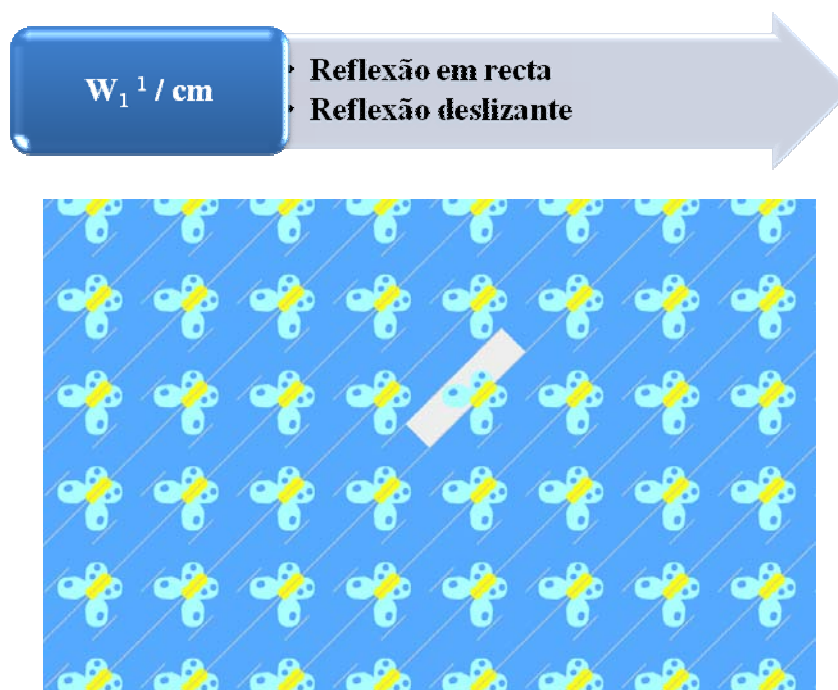 W₁ ¹ / cm
• Reflexão em recta
• Reflexão deslizante